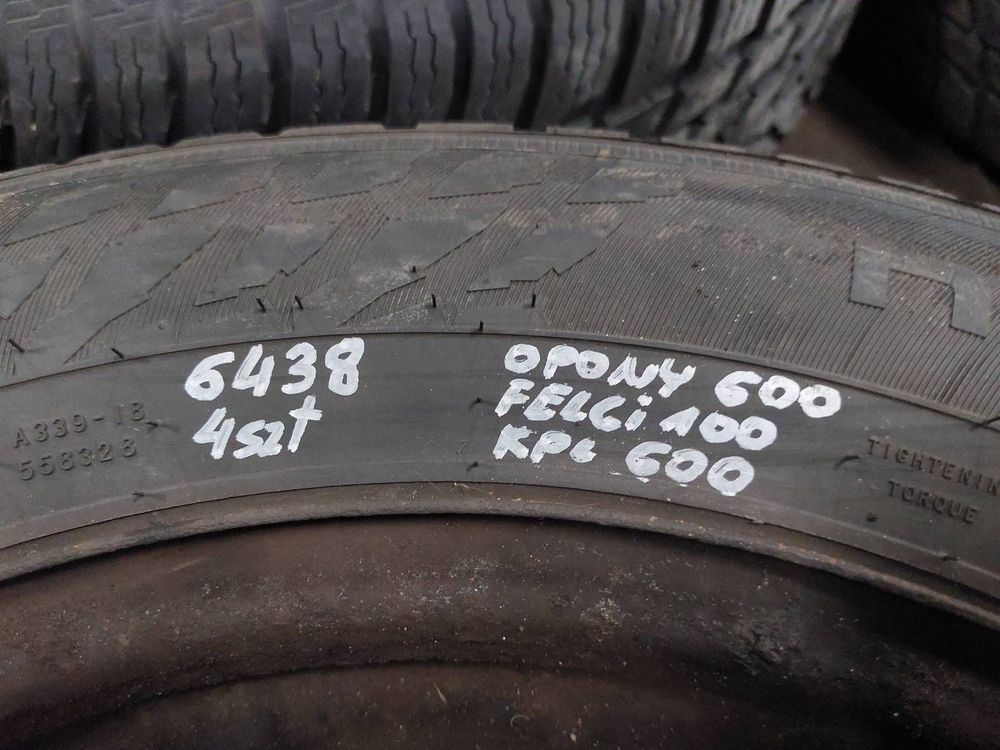 6438
4szt
OPONY 600
FELGi 100
KPL 600
A339-18
558328
TIGHTENIN
TORQUE